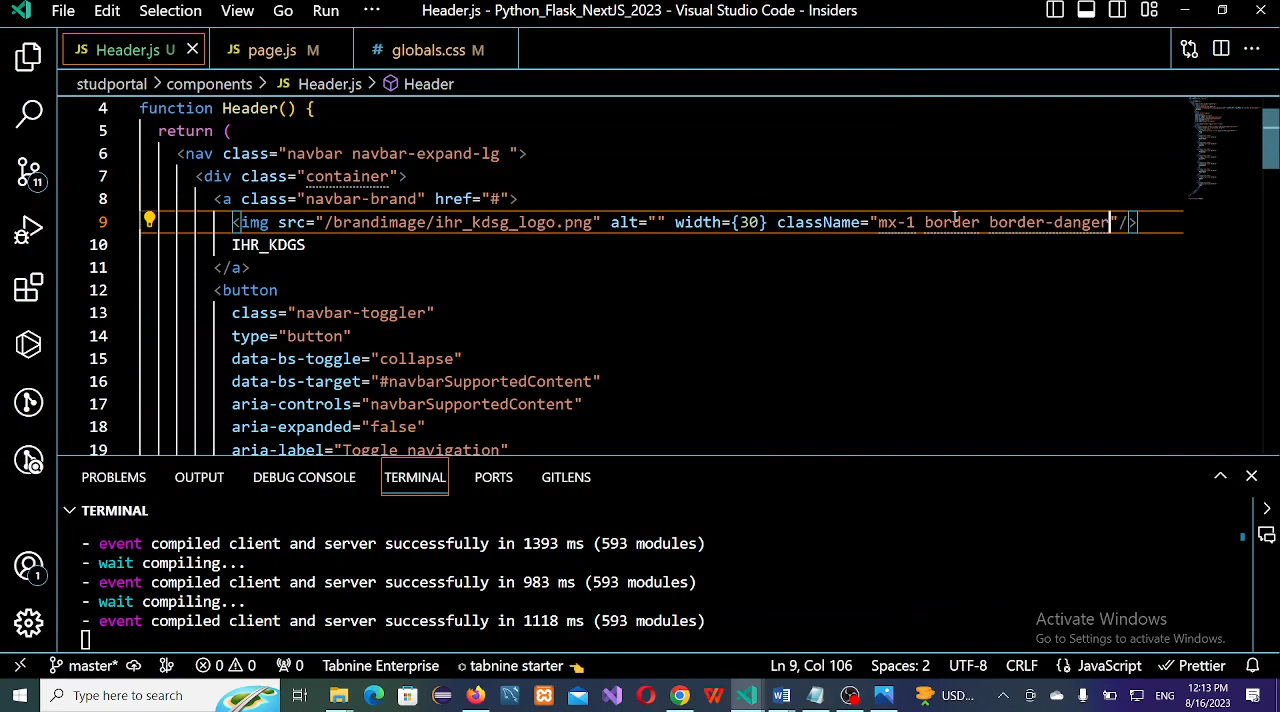 File Edit Selection View Go Run ··· Header.js - Python_Flask_NextJS_2023 - Visual Studio Code - Insiders
JS Header.js U JS page.js M # globals.css M
studportal > components > JS Header.js > Header
4 function Header() {
5 return (
6 <nav class="navbar navbar-expand-lg ">
7 <div class="container">
8 <a class="navbar-brand" href="#">
9 <img src="/brandimage/ihr_kdsg_logo.png" alt="" width={30} className="mx-1 border border-danger"/>
10 IHR_KDGS
11 </a>
12 <button
13 class="navbar-toggler"
14 type="button"
15 data-bs-toggle="collapse"
16 data-bs-target="#navbarSupportedContent"
17 aria-controls="navbarSupportedContent"
18 aria-expanded="false"
19 aria-label="Toggle navigation"
11
PROBLEMS OUTPUT DEBUG CONSOLE TERMINAL PORTS GITLENS
TERMINAL
- event compiled client and server successfully in 1393 ms (593 modules)
- wait compiling...
- event compiled client and server successfully in 983 ms (593 modules)
- wait compiling...
- event compiled client and server successfully in 1118 ms (593 modules)
1
Activate Windows
Go to Settings to activate Windows.
master* 0 0 0 Tabnine Enterprise tabnine starter Ln 9, Col 106 Spaces: 2 UTF-8 CRLF JavaScript Prettier
Type here to search USD... ENG 12:13 PM
8/16/2023